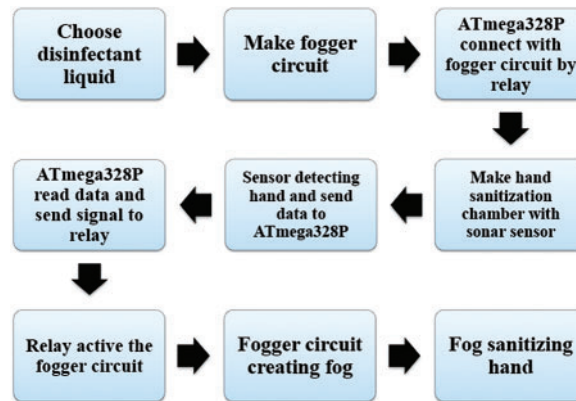 Choose
disinfectant
liquid
Make fogger
circuit
ATmega328P
connect with
fogger circuit by
relay
Make hand
sanitization
chamber with
sonar sensor
Sensor detecting
hand and send
data to
ATmega328P
ATmega328P
read data and
send signal to
relay
Relay active the
fogger circuit
Fogger circuit
creating fog
Fog sanitizing
hand